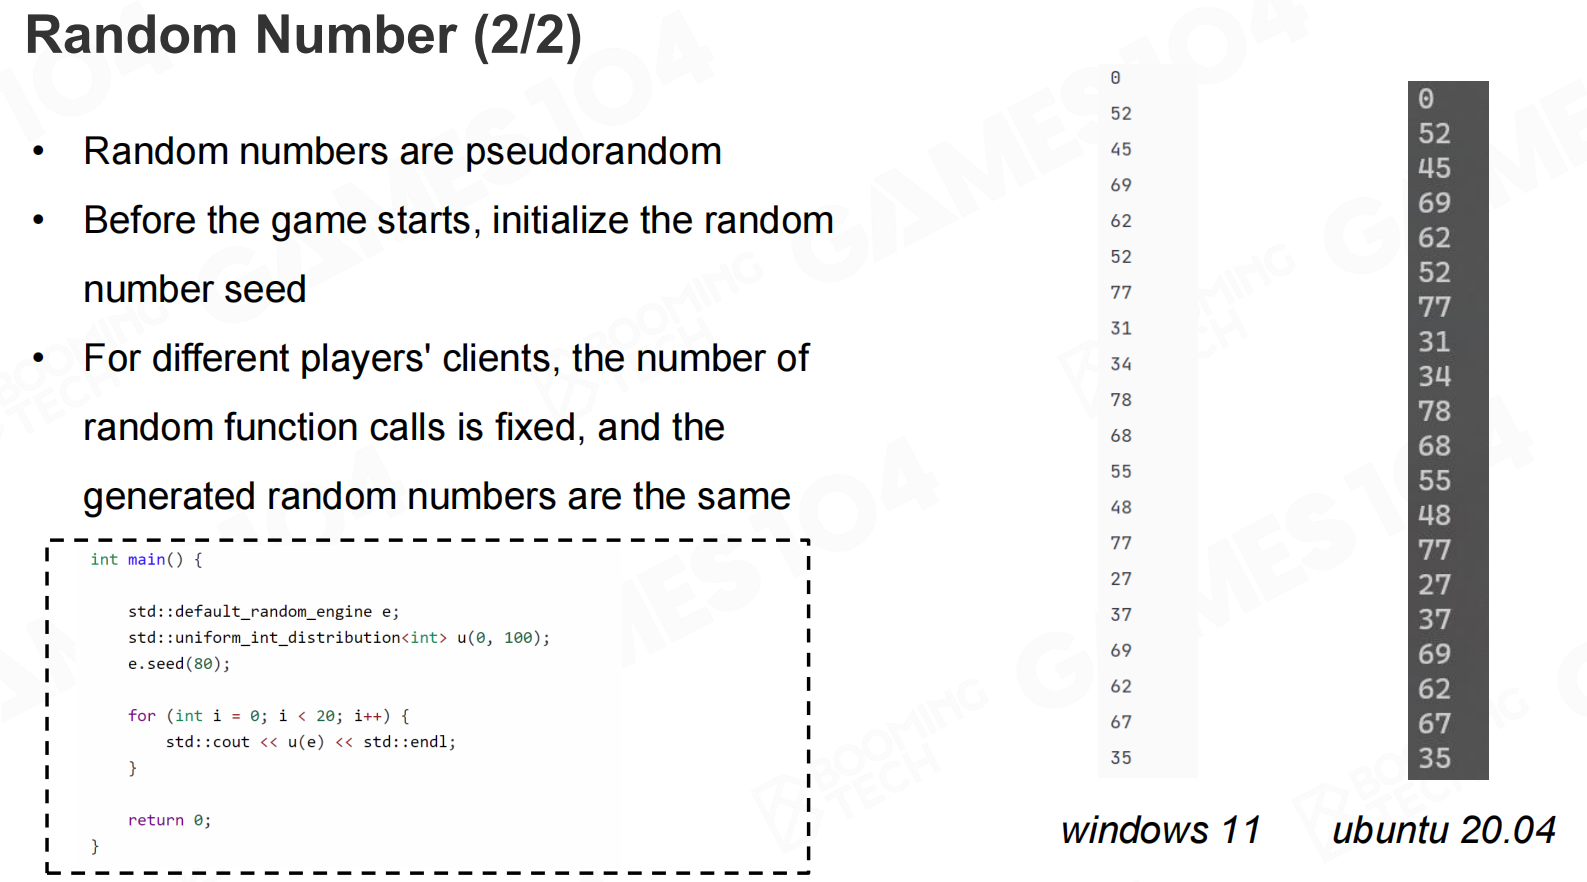 Random Number (2/2)
• Random numbers are pseudorandom
• Before the game starts, initialize the random
number seed
• For different players' clients, the number of
random function calls is fixed, and the
generated random numbers are the same
int main() {
std::default_random_engine e;
std::uniform_int_distribution<int> u(0, 100);
e.seed(80);
for (int i = 0; i < 20; i++) {
std::cout << u(e) << std::endl;
}
return 0;
}
0
52
45
69
62
52
77
31
34
78
68
55
48
77
27
37
69
62
67
35
windows 11
0
52
45
69
62
52
77
31
34
78
68
55
48
77
27
37
69
62
67
35
ubuntu 20.04
GAMES104
BOOMING
TECH